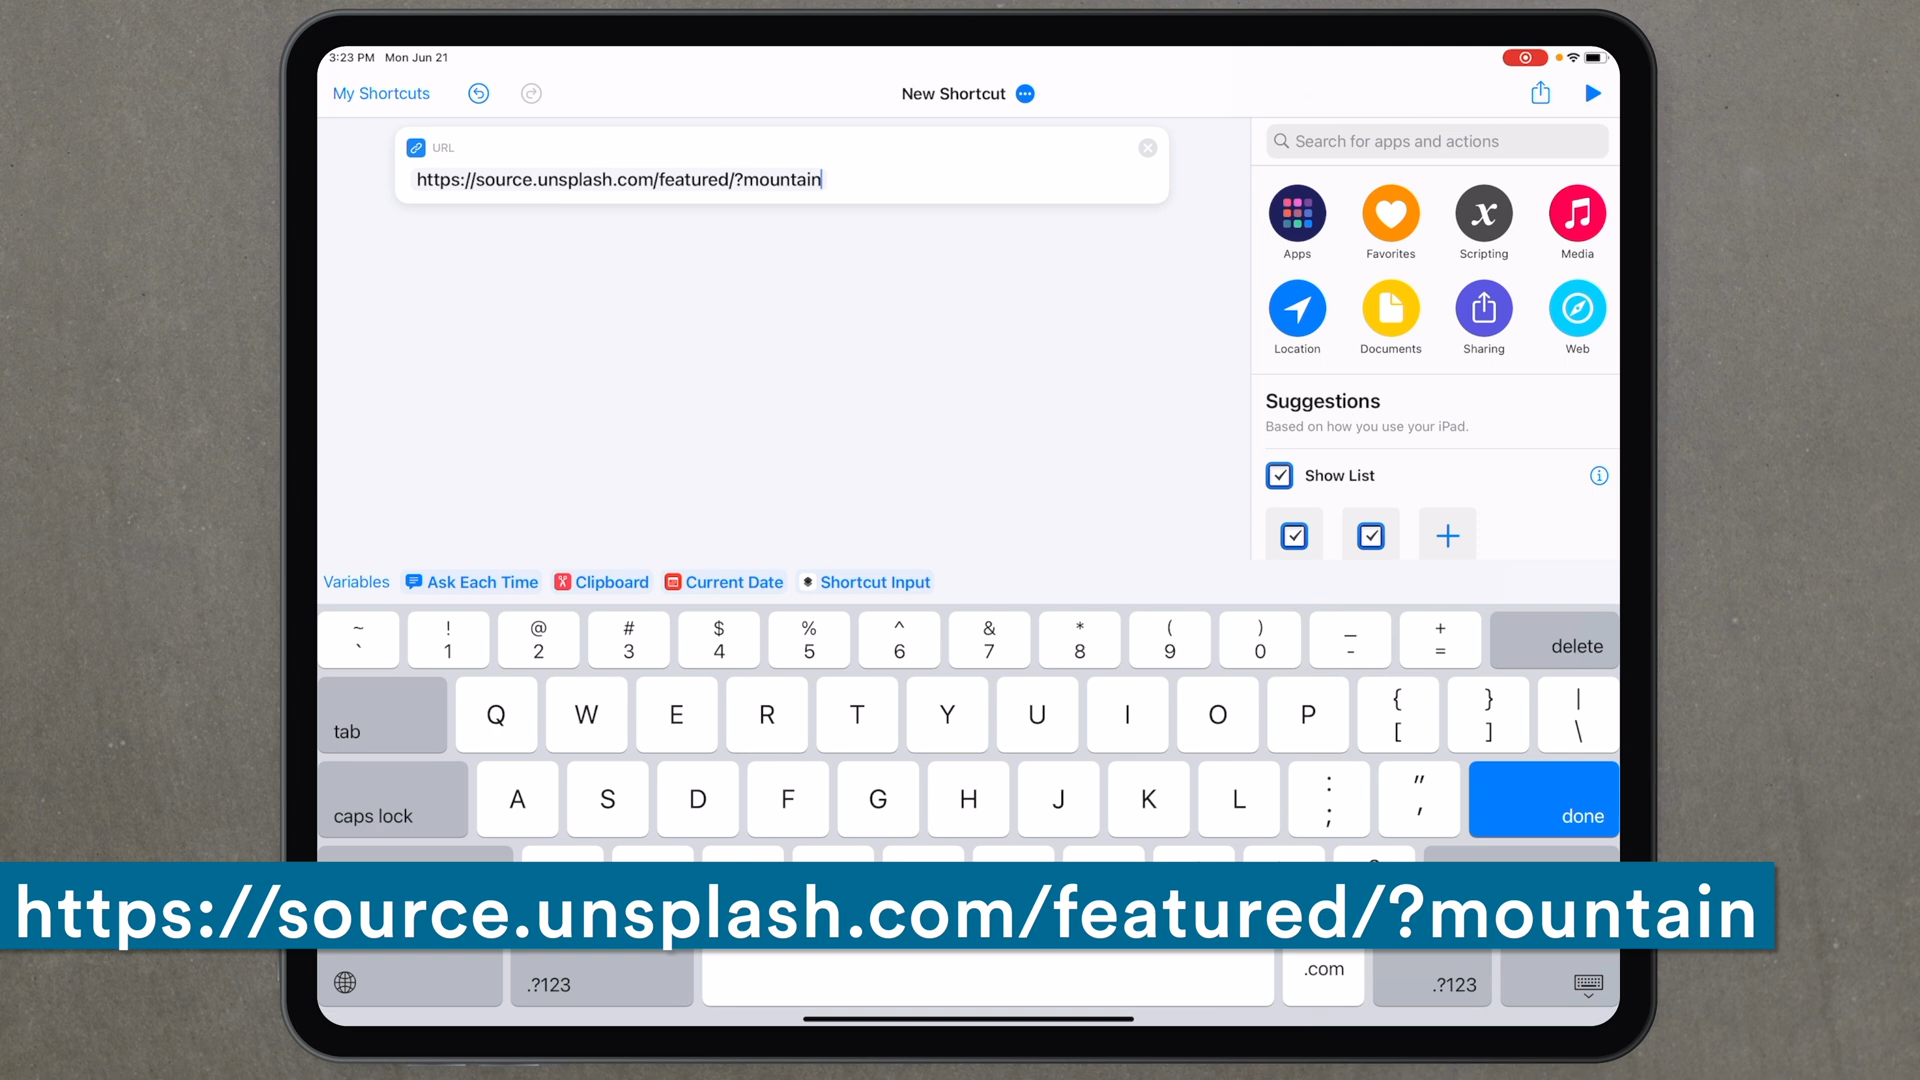 3:23 PM Mon Jun 21
My Shortcuts
New Shortcut
URL
https://source.unsplash.com/featured/?mountain
Search for apps and actions
Apps Favorites Scripting Media
Location Documents Sharing Web
Suggestions
Based on how you use your iPad.
Show List
Variables Ask Each Time Clipboard Current Date Shortcut Input
~ ! @ # $ % ^ & * ( ) _ +
` 1 2 3 4 5 6 7 8 9 0 - = delete
tab Q W E R T Y U I O P { [ } ] | \
caps lock A S D F G H J K L : ; " ' done
https://source.unsplash.com/featured/?mountain
.?123 .com .?123